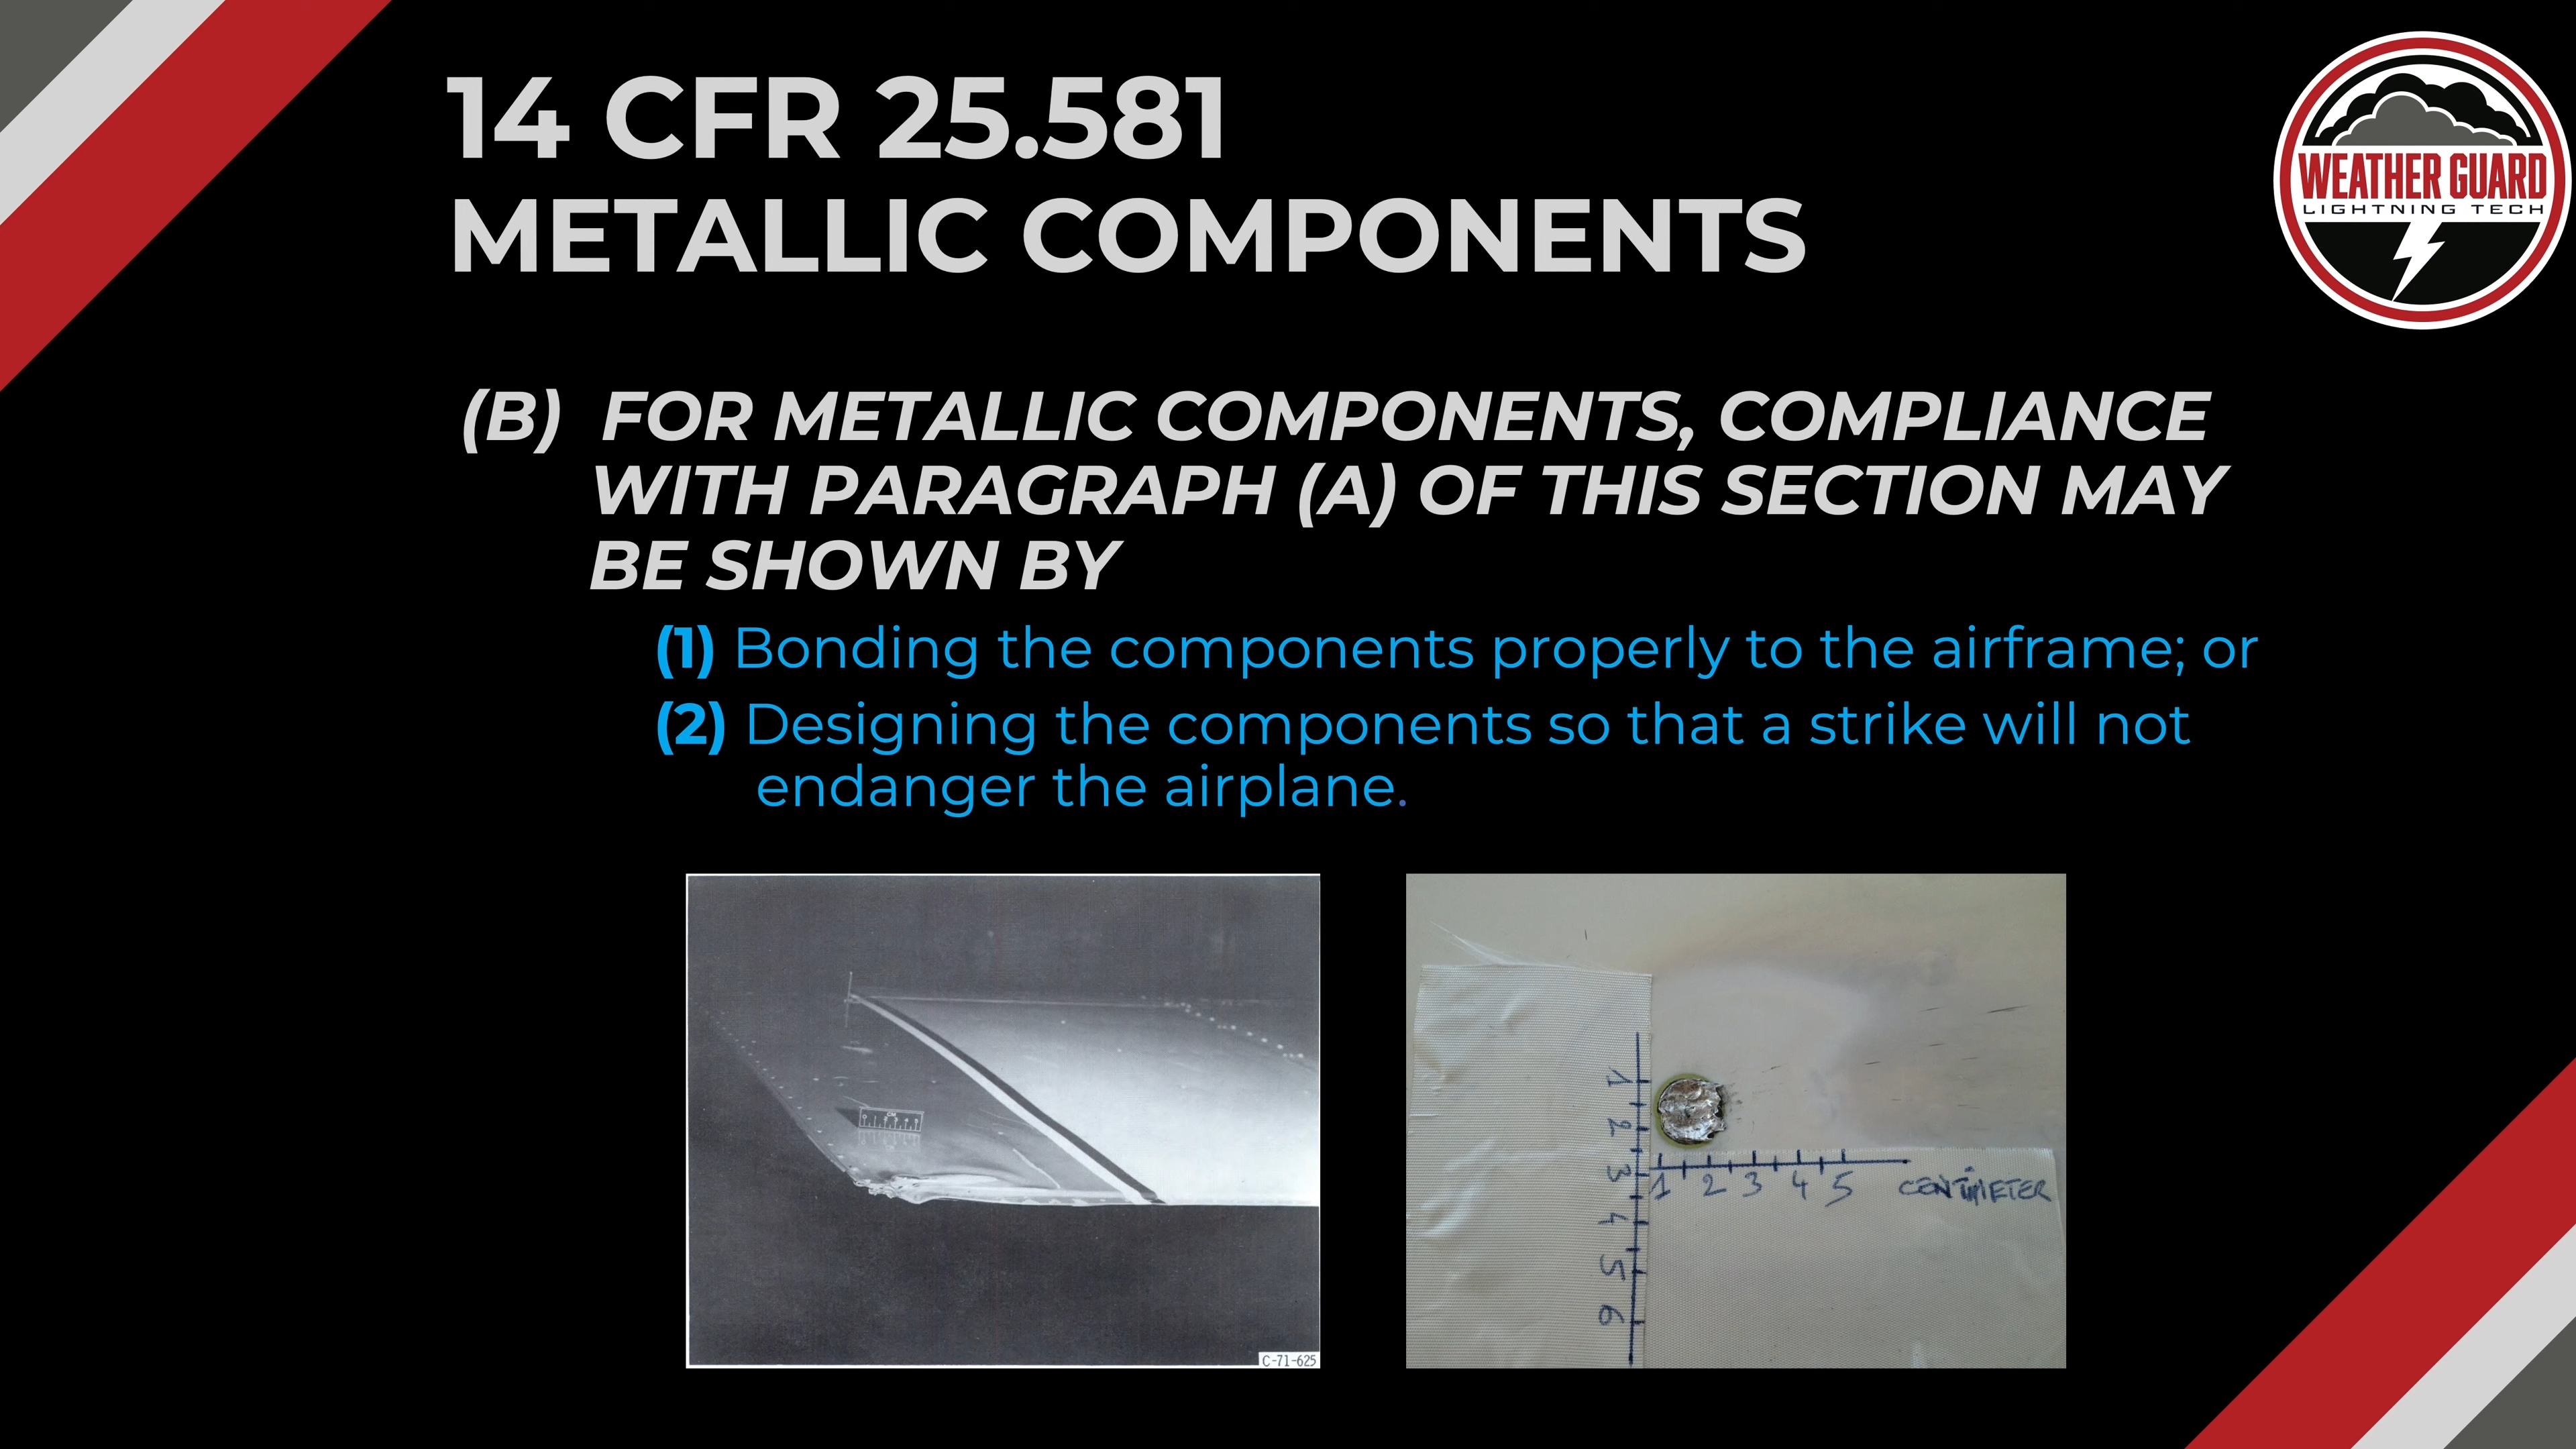 14 CFR 25.581
METALLIC COMPONENTS
WEATHER GUARD
LIGHTNING TECH
(B) FOR METALLIC COMPONENTS, COMPLIANCE
WITH PARAGRAPH (A) OF THIS SECTION MAY
BE SHOWN BY
(1) Bonding the components properly to the airframe; or
(2) Designing the components so that a strike will not
endanger the airplane.
C-71-625
1
2
3
4
5
6
1 2 3 4 5 CENTIMETER